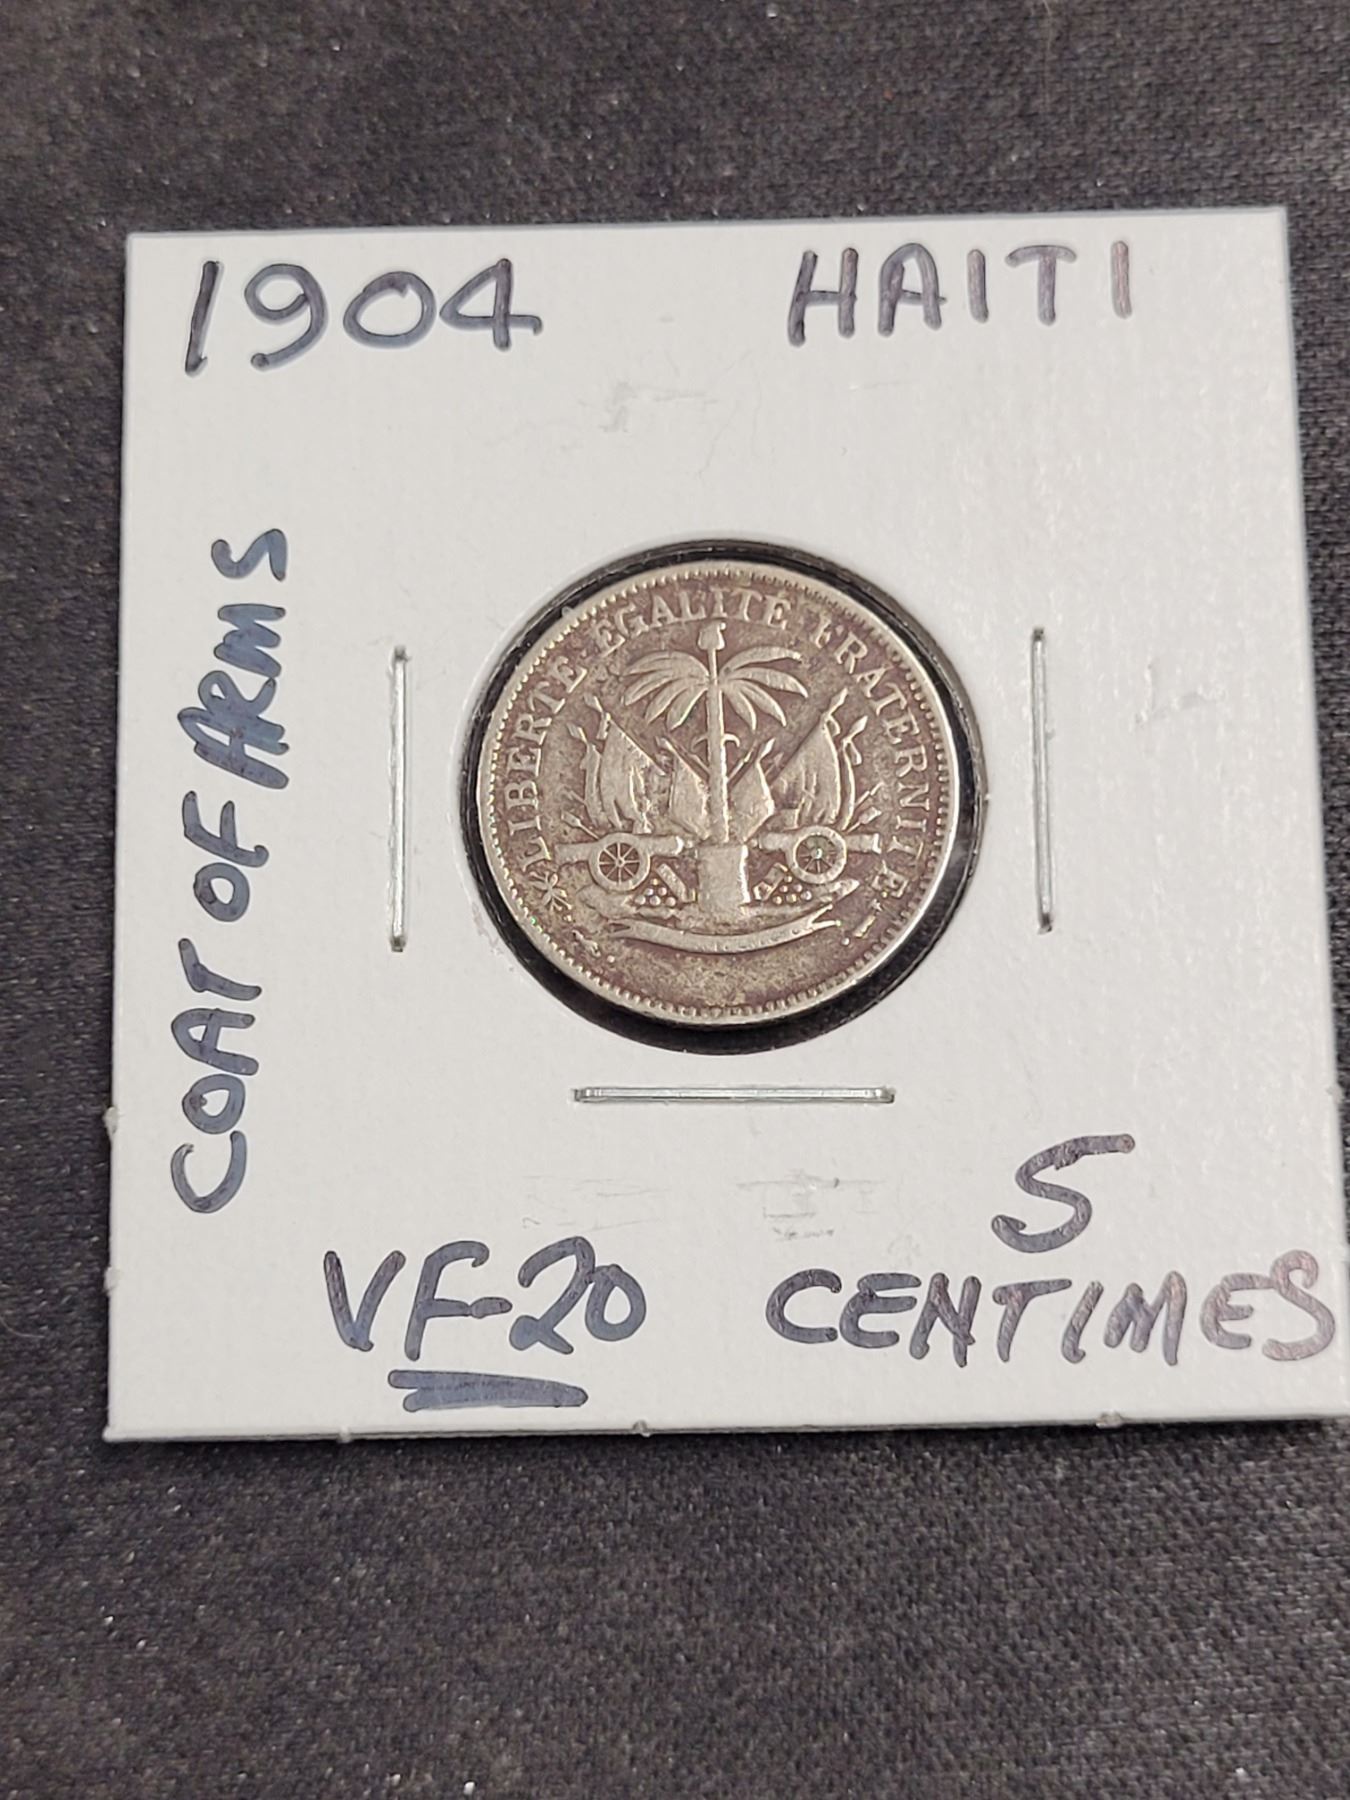 1904 HAITI
COAT OF ARMS
LIBERTE EGALITE FRATERNITE
5
VF-20 CENTIMES